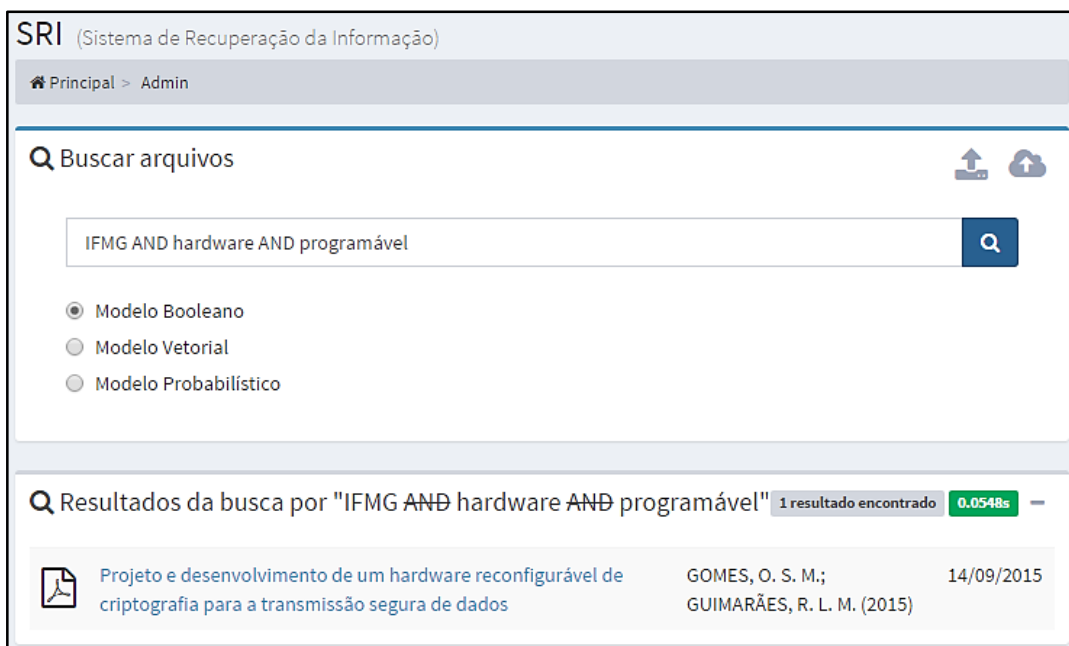 SRI (Sistema de Recuperação da Informação)
Principal > Admin
Buscar arquivos
IFMG AND hardware AND programável
Modelo Booleano
Modelo Vetorial
Modelo Probabilístico
Resultados da busca por "IFMG AND hardware AND programável" 1 resultado encontrado 0.0548s
Projeto e desenvolvimento de um hardware reconfigurável de criptografia para a transmissão segura de dados
GOMES, O. S. M.;
GUIMARÃES, R. L. M. (2015)
14/09/2015